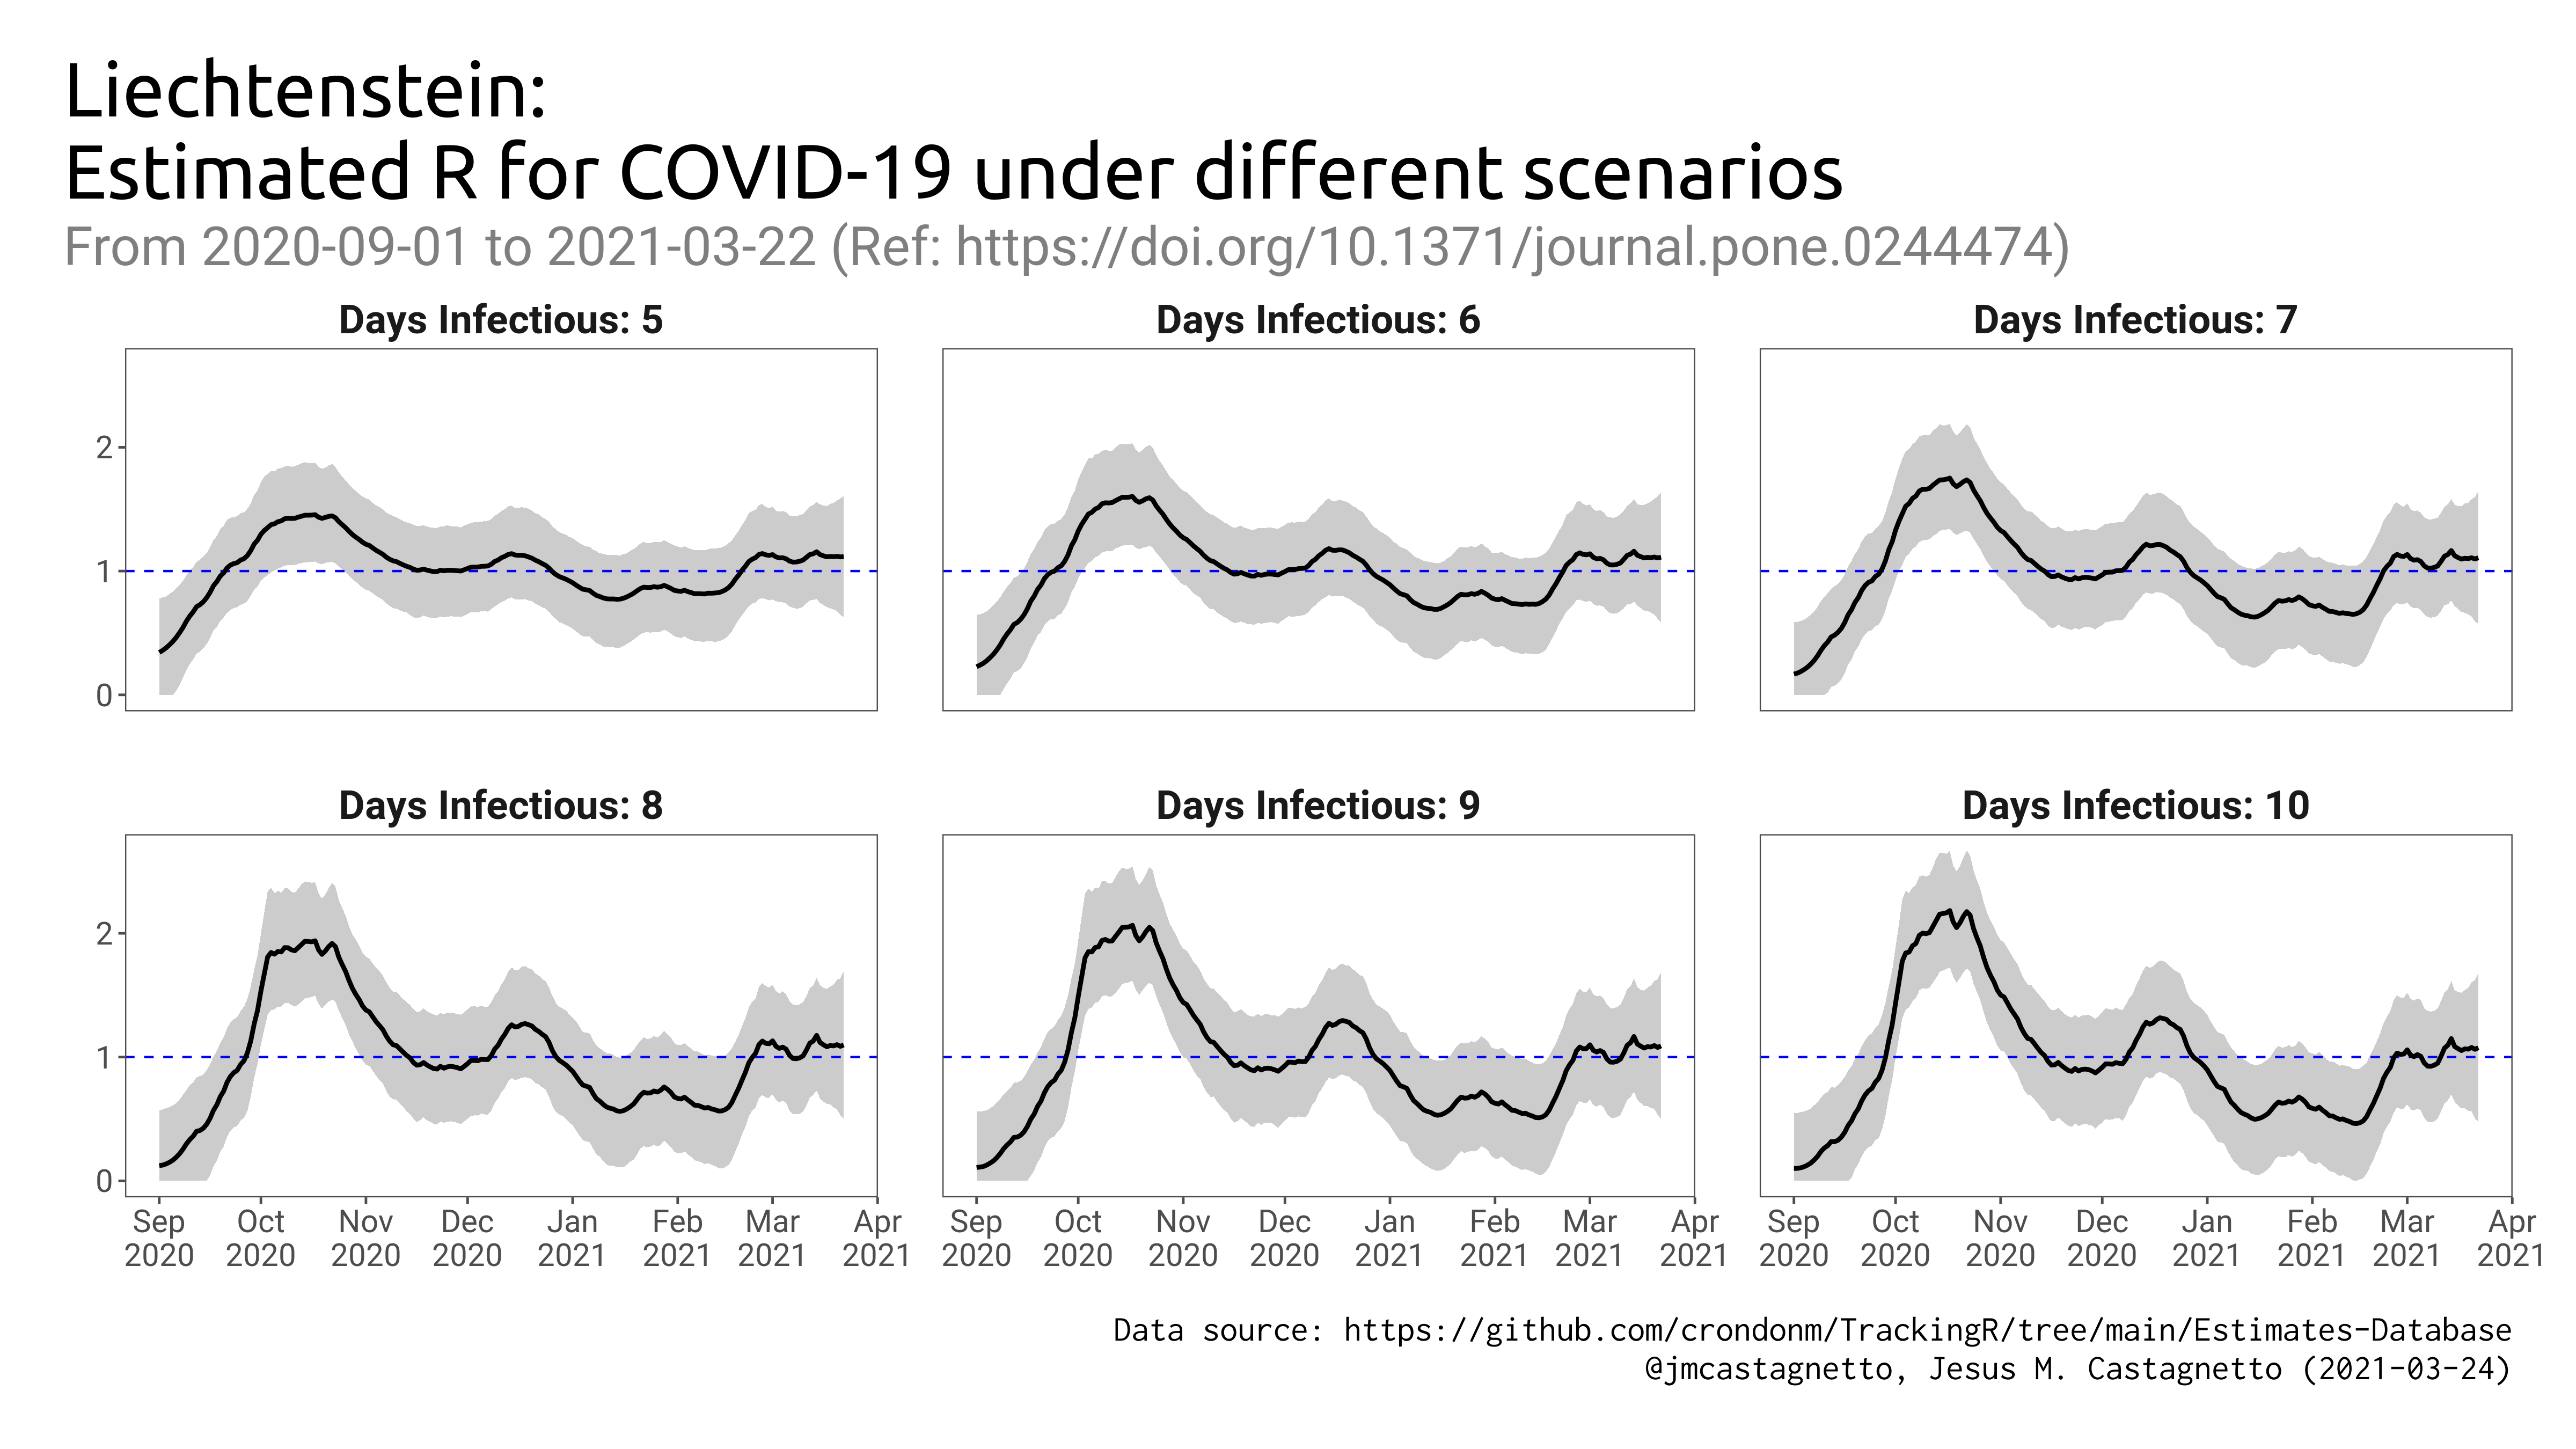 Liechtenstein:
Estimated R for COVID-19 under different scenarios
From 2020-09-01 to 2021-03-22 (Ref: https://doi.org/10.1371/journal.pone.0244474)
Days Infectious: 5
Days Infectious: 6
Days Infectious: 7
2
1
0
Days Infectious: 8
Days Infectious: 9
Days Infectious: 10
2
1
0
Sep Oct Nov Dec Jan Feb Mar Apr
2020 2020 2020 2020 2021 2021 2021 2021
Sep Oct Nov Dec Jan Feb Mar Apr
2020 2020 2020 2020 2021 2021 2021 2021
Sep Oct Nov Dec Jan Feb Mar Apr
2020 2020 2020 2020 2021 2021 2021 2021
Data source: https://github.com/crondonm/TrackingR/tree/main/Estimates-Database
@jmcastagnetto, Jesus M. Castagnetto (2021-03-24)